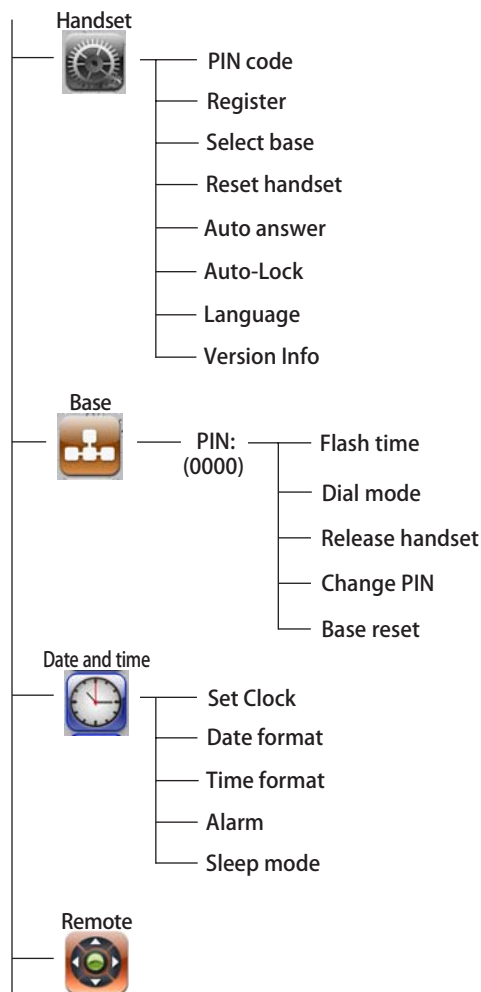 Handset
PIN code
Register
Select base
Reset handset
Auto answer
Auto-Lock
Language
Version Info
Base
PIN:
(0000)
Flash time
Dial mode
Release handset
Change PIN
Base reset
Date and time
Set Clock
Date format
Time format
Alarm
Sleep mode
Remote